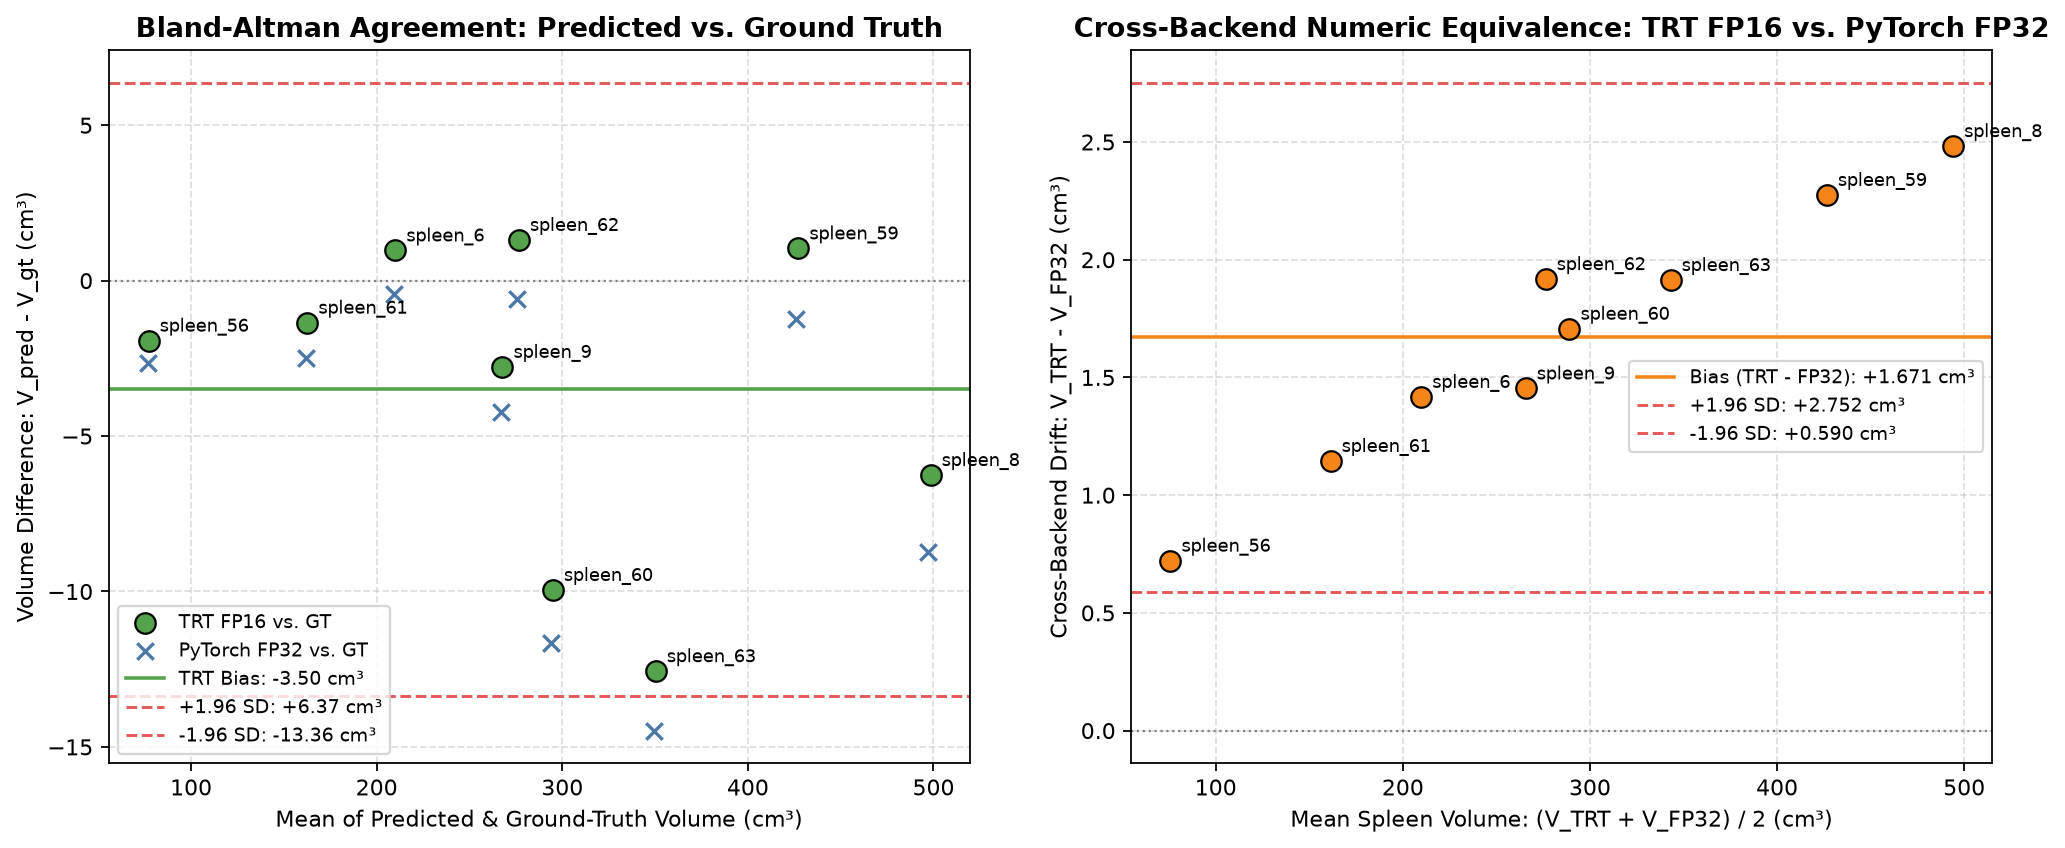 Bland-Altman Agreement: Predicted vs. Ground Truth
Volume Difference: V_pred - V_gt (cm³)
5
0
−5
−10
−15
spleen_6
spleen_62
spleen_59
spleen_61
spleen_56
spleen_9
spleen_8
spleen_60
spleen_63
TRT FP16 vs. GT
PyTorch FP32 vs. GT
TRT Bias: -3.50 cm³
+1.96 SD: +6.37 cm³
-1.96 SD: -13.36 cm³
100 200 300 400 500
Mean of Predicted & Ground-Truth Volume (cm³)
Cross-Backend Numeric Equivalence: TRT FP16 vs. PyTorch FP32
Cross-Backend Drift: V_TRT - V_FP32 (cm³)
2.5
2.0
1.5
1.0
0.5
0.0
spleen_8
spleen_59
spleen_62
spleen_63
spleen_60
spleen_6
spleen_9
spleen_61
spleen_56
Bias (TRT - FP32): +1.671 cm³
+1.96 SD: +2.752 cm³
-1.96 SD: +0.590 cm³
100 200 300 400 500
Mean Spleen Volume: (V_TRT + V_FP32) / 2 (cm³)